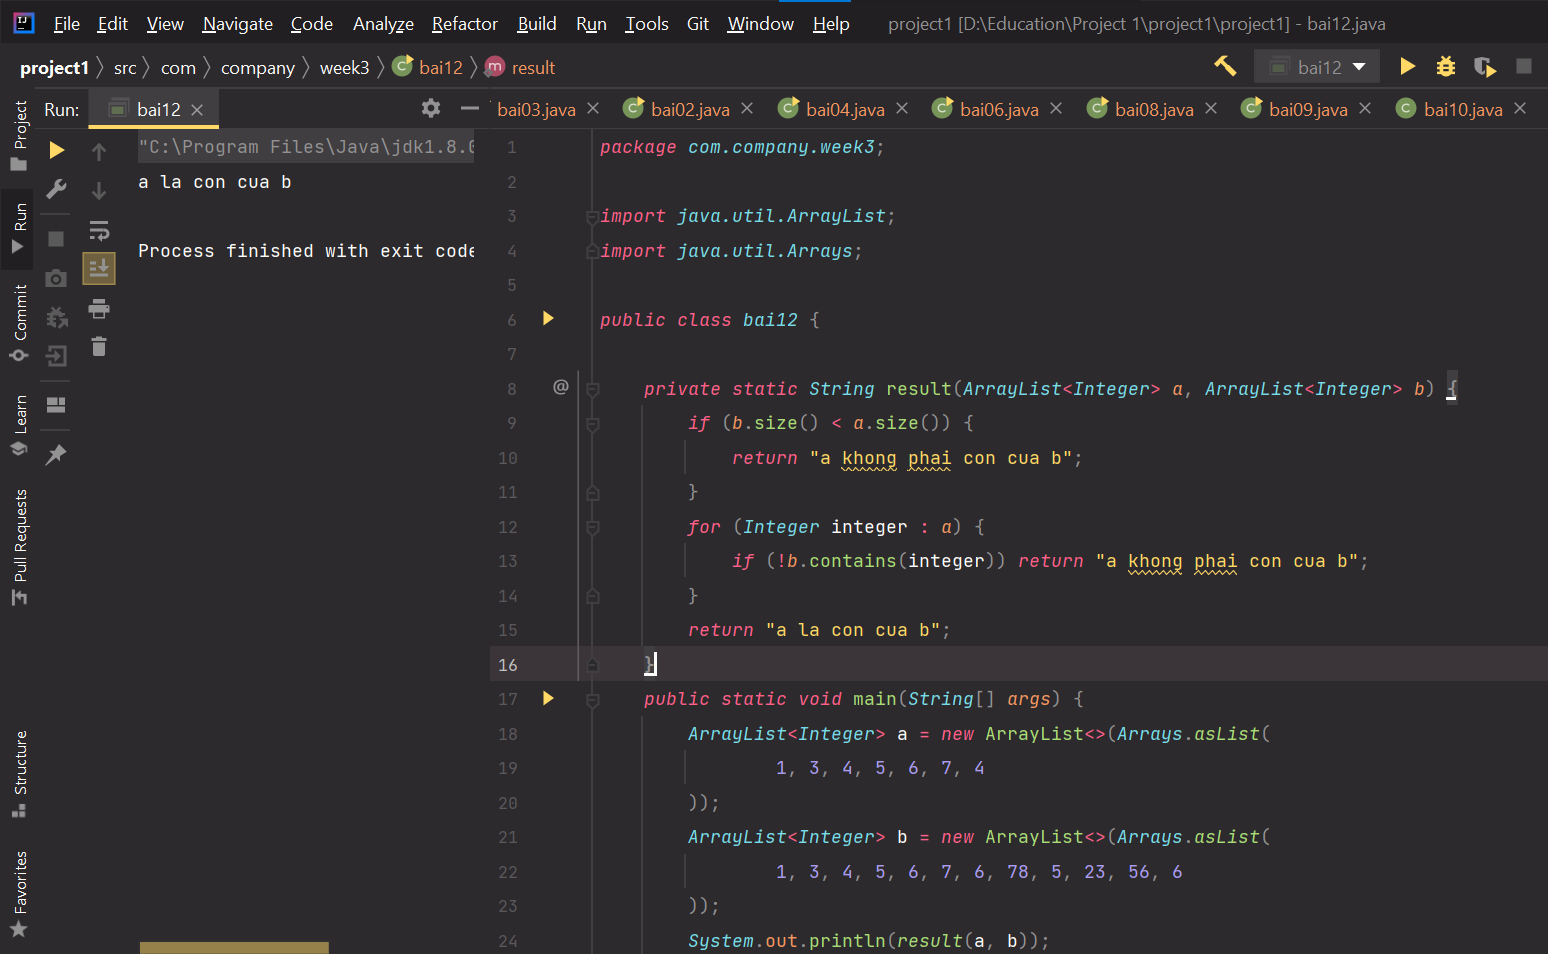 File Edit View Navigate Code Analyze Refactor Build Run Tools Git Window Help project1 [D:\Education\Project 1\project1\project1] - bai12.java
project1 src com company week3 bai12 result bai12
Run: bai12 bai03.java bai02.java bai04.java bai06.java bai08.java bai09.java bai10.java
Project
Run
Commit
Learn
Pull Requests
Structure
Favorites
"C:\Program Files\Java\jdk1.8.0
a la con cua b
Process finished with exit code
1 package com.company.week3;
2
3 import java.util.ArrayList;
4 import java.util.Arrays;
5
6 public class bai12 {
7
8 @ private static String result(ArrayList<Integer> a, ArrayList<Integer> b) {
9 if (b.size() < a.size()) {
10 return "a khong phai con cua b";
11 }
12 for (Integer integer : a) {
13 if (!b.contains(integer)) return "a khong phai con cua b";
14 }
15 return "a la con cua b";
16 }
17 public static void main(String[] args) {
18 ArrayList<Integer> a = new ArrayList<>(Arrays.asList(
19 1, 3, 4, 5, 6, 7, 4
20 ));
21 ArrayList<Integer> b = new ArrayList<>(Arrays.asList(
22 1, 3, 4, 5, 6, 7, 6, 78, 5, 23, 56, 6
23 ));
24 System.out.println(result(a, b));